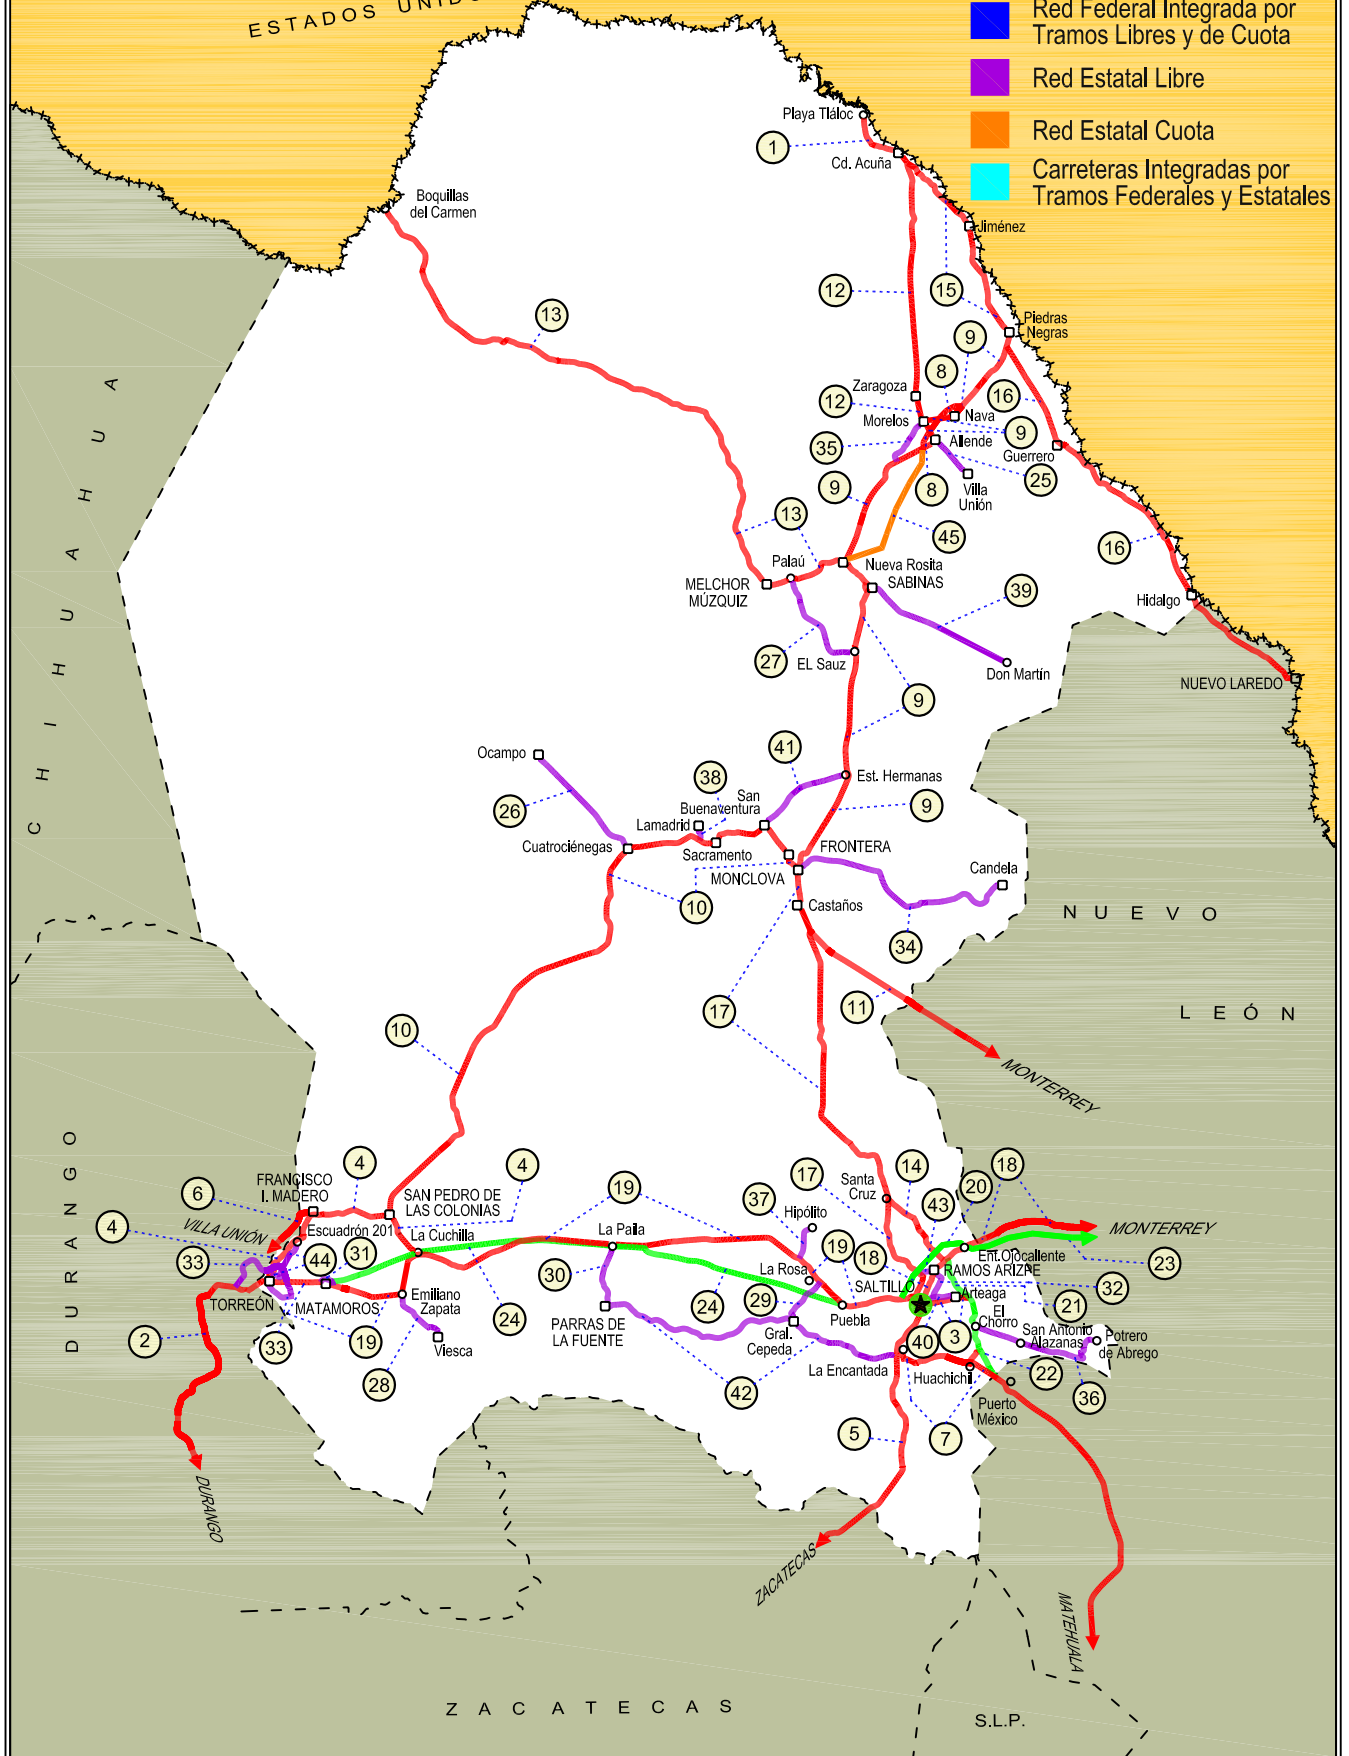 ESTADOS UNID
Red Federal Integrada por
Tramos Libres y de Cuota
Red Estatal Libre
Red Estatal Cuota
Carreteras Integradas por
Tramos Federales y Estatales
Playa Tláloc
1
Cd. Acuña
Boquillas
del Carmen
Jiménez
12
15
13
Piedras
Negras
9
8
Zaragoza
16
12
Morelos
Nava
9
35
Allende
Guerrero
25
9
8
Villa
Unión
13
45
16
Palaú
Nueva Rosita
MELCHOR
MÚZQUIZ
SABINAS
39
Hidalgo
27
EL Sauz
Don Martín
NUEVO LAREDO
9
CHIHUAHUA
Ocampo
41
38
Est. Hermanas
26
San
Buenaventura
9
Lamadrid
Cuatrociénegas
Sacramento
FRONTERA
MONCLOVA
Candela
10
Castaños
NUEVO
34
17
11
LEÓN
10
MONTERREY
DURANGO
4
4
FRANCISCO
I. MADERO
6
SAN PEDRO DE
LAS COLONIAS
19
37
17
Santa
Cruz
14
20
18
43
4
VILLA UNIÓN
Escuadrón 201
La Cuchilla
La Paila
Hipólito
MONTERREY
33
44
31
19
18
Ent. Ojocaliente
23
30
La Rosa
SALTILLO
RAMOS ARIZPE
32
TORREÓN
MATAMOROS
Emiliano
Zapata
24
24
29
Arteaga
21
2
33
19
PARRAS DE
LA FUENTE
Puebla
El
Chorro
San Antonio
Alazanas
Potrero
de Abrego
Viesca
Gral.
Cepeda
40
3
28
42
La Encantada
Huachichil
22
36
Puerto
México
5
7
DURANGO
ZACATECAS
MATEHUALA
ZACATECAS
S.L.P.